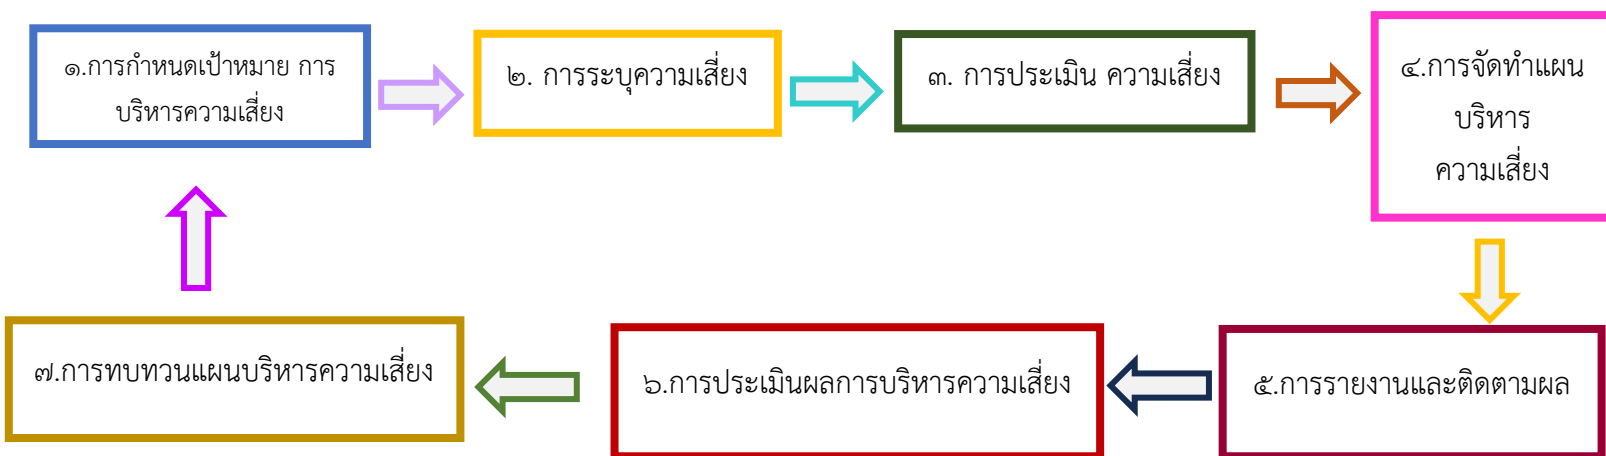 ๑.การกำหนดเป้าหมาย การ
บริหารความเสี่ยง
๒. การระบุความเสี่ยง
๓. การประเมิน ความเสี่ยง
๔.การจัดทำแผน
บริหาร
ความเสี่ยง
๕.การรายงานและติดตามผล
๖.การประเมินผลการบริหารความเสี่ยง
๗.การทบทวนแผนบริหารความเสี่ยง